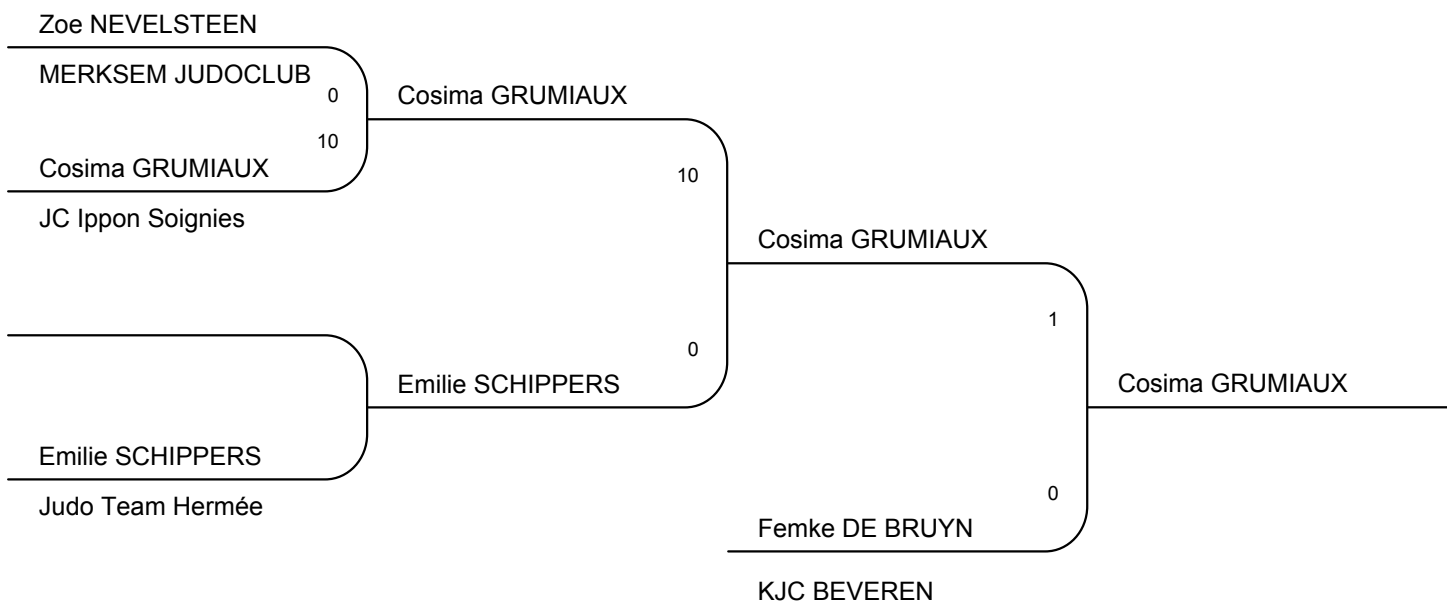 Zoe NEVELSTEEN
MERKSEM JUDOCLUB
0
Cosima GRUMIAUX
10
Cosima GRUMIAUX
10
JC Ippon Soignies
Cosima GRUMIAUX
1
0
Emilie SCHIPPERS
Cosima GRUMIAUX
Emilie SCHIPPERS
0
Judo Team Hermée
Femke DE BRUYN
KJC BEVEREN